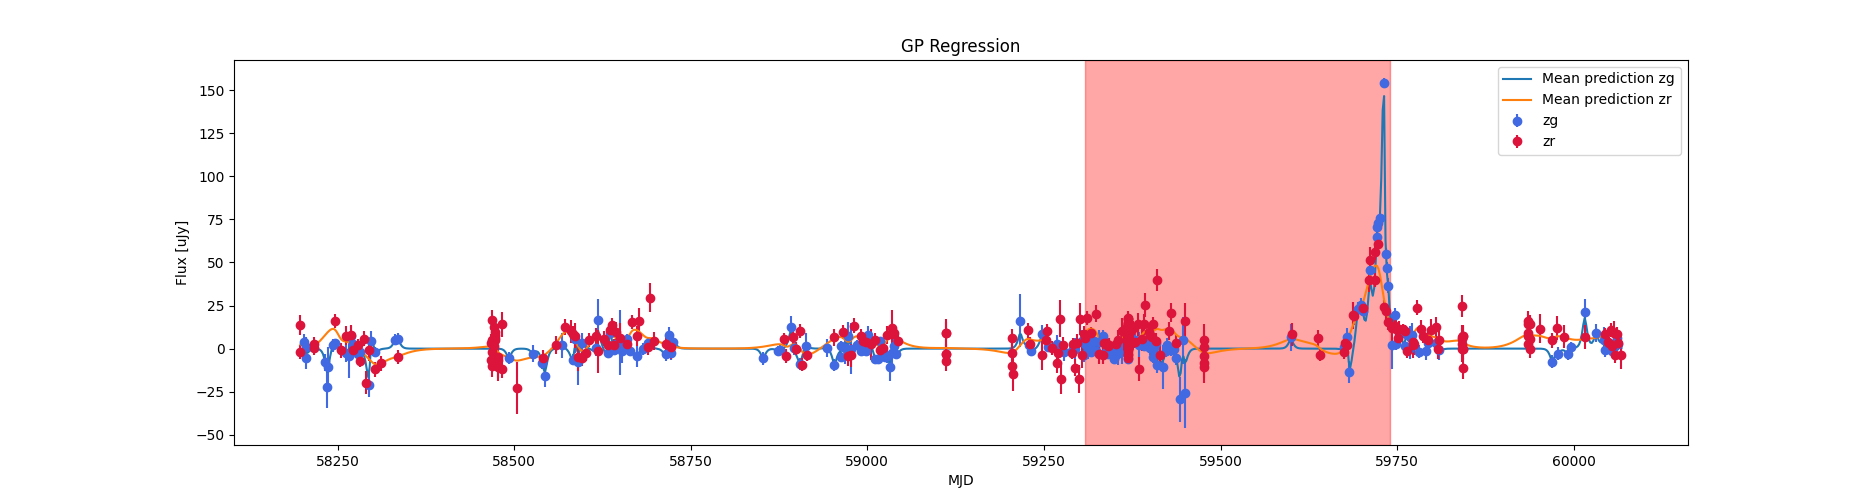 GP Regression
Mean prediction zg
Mean prediction zr
zg
zr
Flux [uJy]
150
125
100
75
50
25
0
−25
−50
58250 58500 58750 59000 59250 59500 59750 60000
MJD